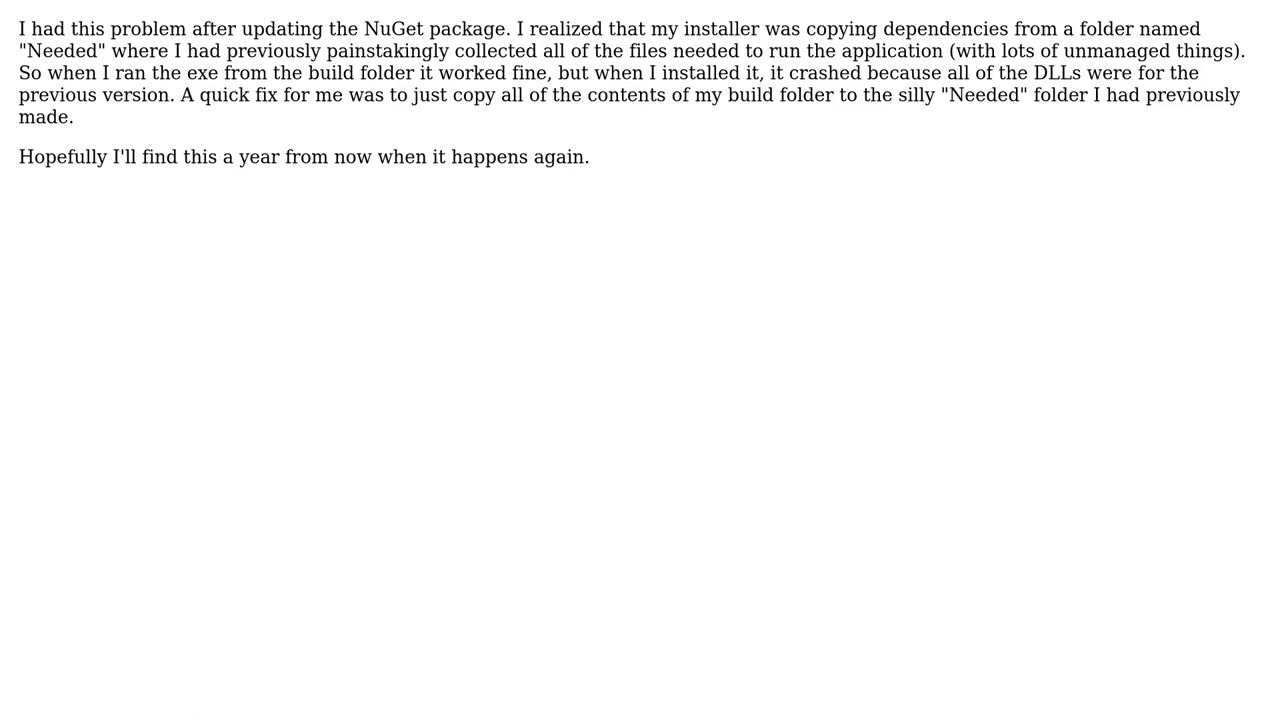 I had this problem after updating the NuGet package. I realized that my installer was copying dependencies from a folder named
"Needed" where I had previously painstakingly collected all of the files needed to run the application (with lots of unmanaged things).
So when I ran the exe from the build folder it worked fine, but when I installed it, it crashed because all of the DLLs were for the
previous version. A quick fix for me was to just copy all of the contents of my build folder to the silly "Needed" folder I had previously
made.
Hopefully I'll find this a year from now when it happens again.